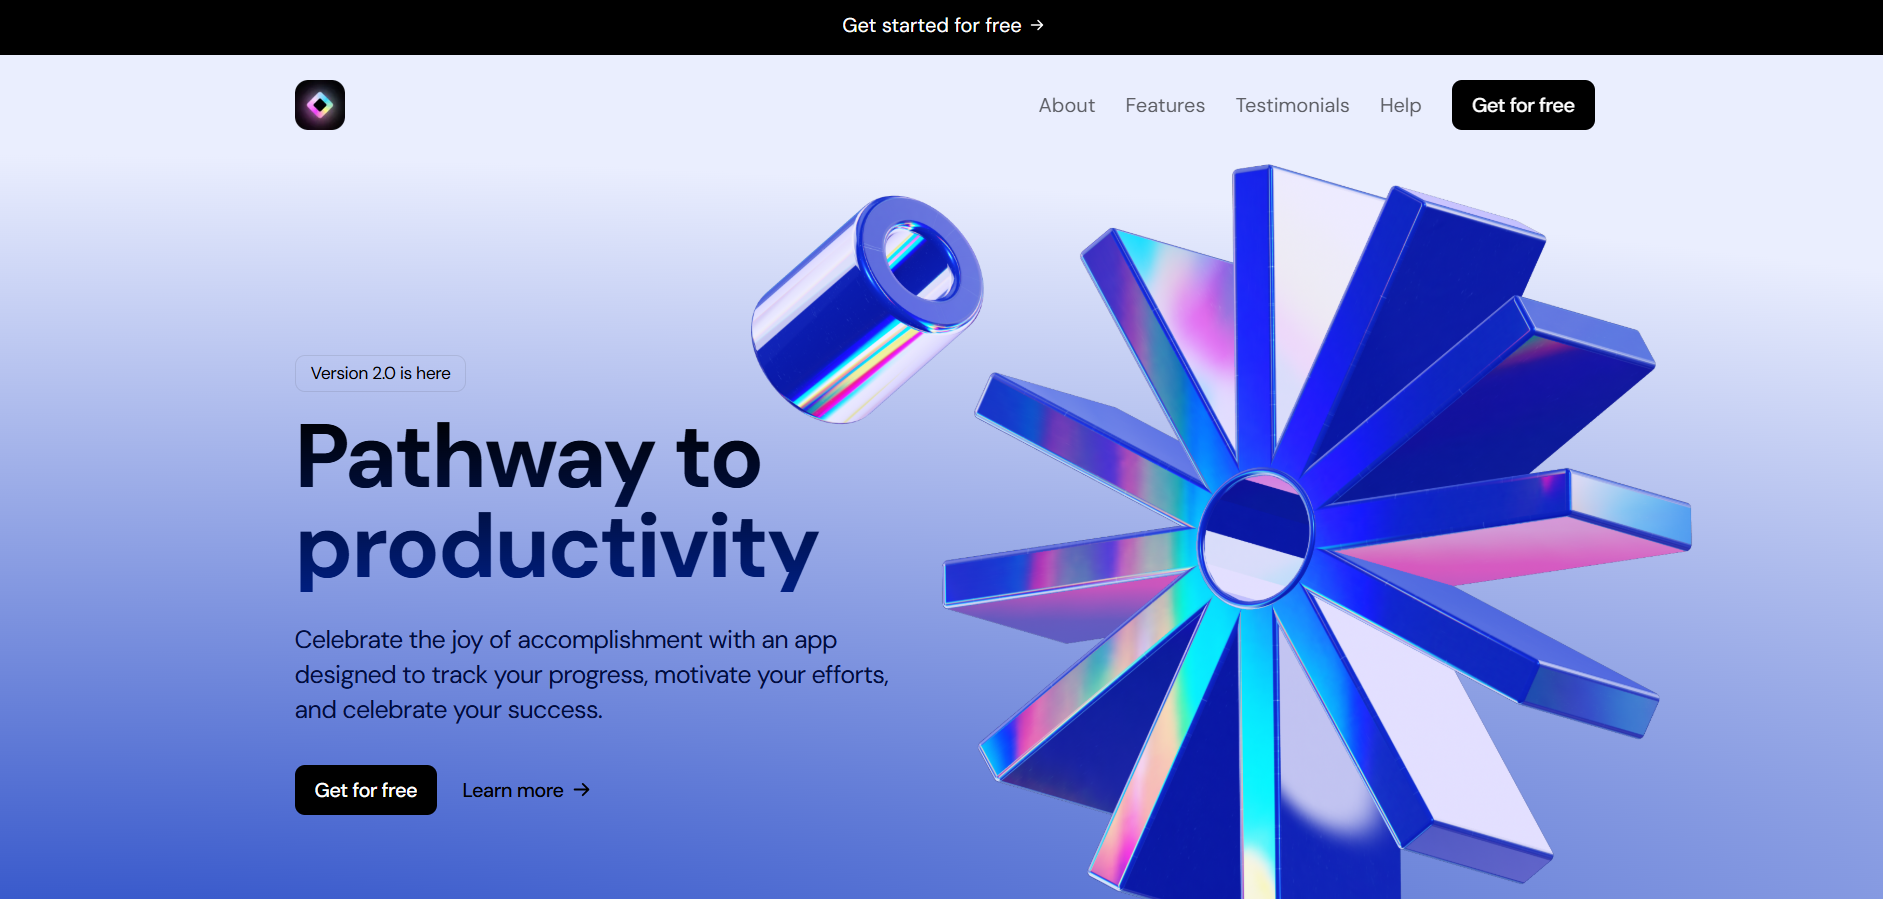 Get started for free →
About
Features
Testimonials
Help
Get for free
Version 2.0 is here
Pathway to
productivity
Celebrate the joy of accomplishment with an app
designed to track your progress, motivate your efforts,
and celebrate your success.
Get for free
Learn more →